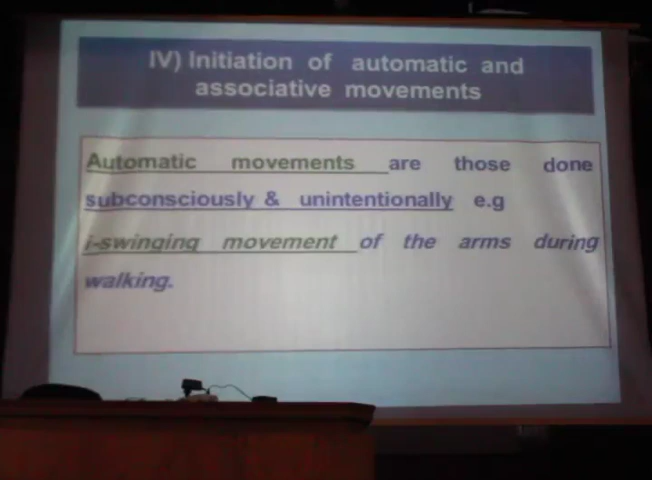 IV) Initiation of automatic and
associative movements
Automatic movements are those done
subconsciously & unintentionally e.g
i-swinging movement of the arms during
walking.